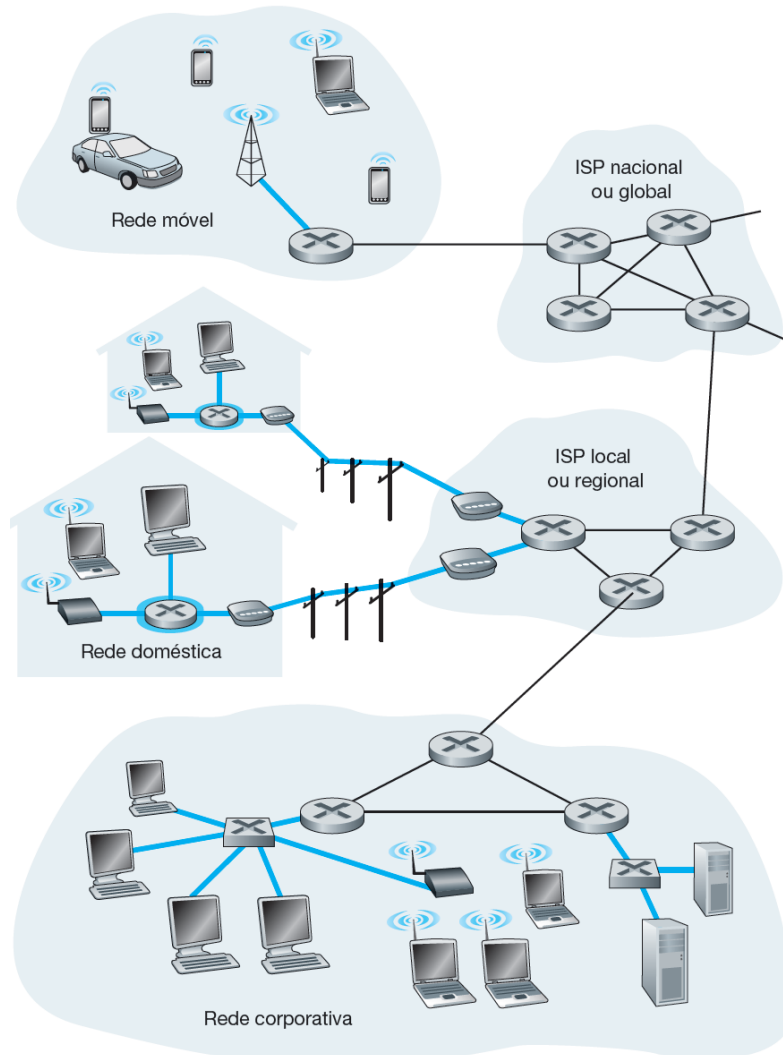 Rede móvel
ISP nacional
ou global
ISP local
ou regional
Rede doméstica
Rede corporativa